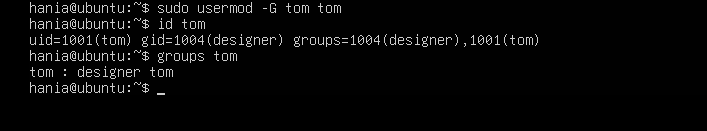 hania@ubuntu:~$ sudo usermod -G tom tom
hania@ubuntu:~$ id tom
uid=1001(tom) gid=1004(designer) groups=1004(designer),1001(tom)
hania@ubuntu:~$ groups tom
tom : designer tom
hania@ubuntu:~$ _